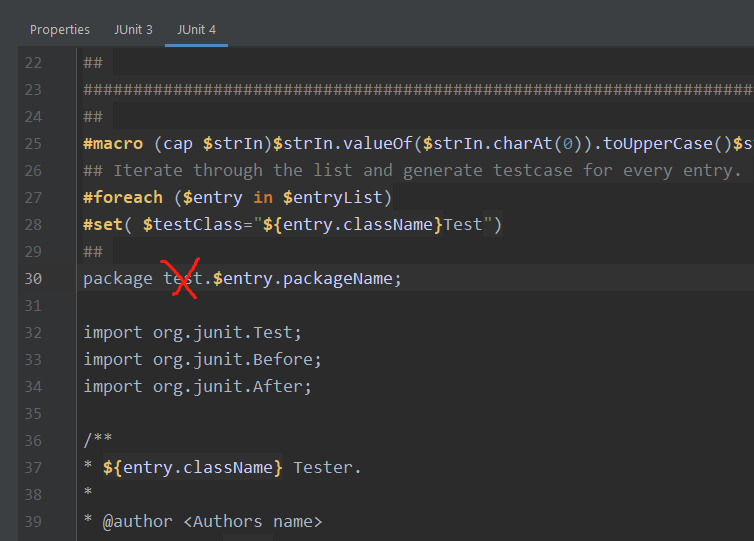 Properties JUnit 3 JUnit 4
22 ##
23 ###################################################################
24 ##
25 #macro (cap $strIn)$strIn.valueOf($strIn.charAt(0)).toUpperCase()$s
26 ## Iterate through the list and generate testcase for every entry.
27 #foreach ($entry in $entryList)
28 #set( $testClass="${entry.className}Test")
29 ##
30 package test.$entry.packageName;
31
32 import org.junit.Test;
33 import org.junit.Before;
34 import org.junit.After;
35
36 /**
37 * ${entry.className} Tester.
38 *
39 * @author <Authors name>